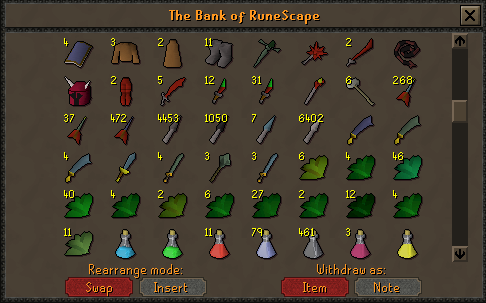 The Bank of RuneScape
4 3 2 11 2
2 5 12 31 6 268
37 472 4453 1050 7 6402
4 4 3 3 6 4 46
40 4 2 6 27 2 12 4
11 11 79 461 3
Rearrange mode: Withdraw as:
Swap Insert Item Note